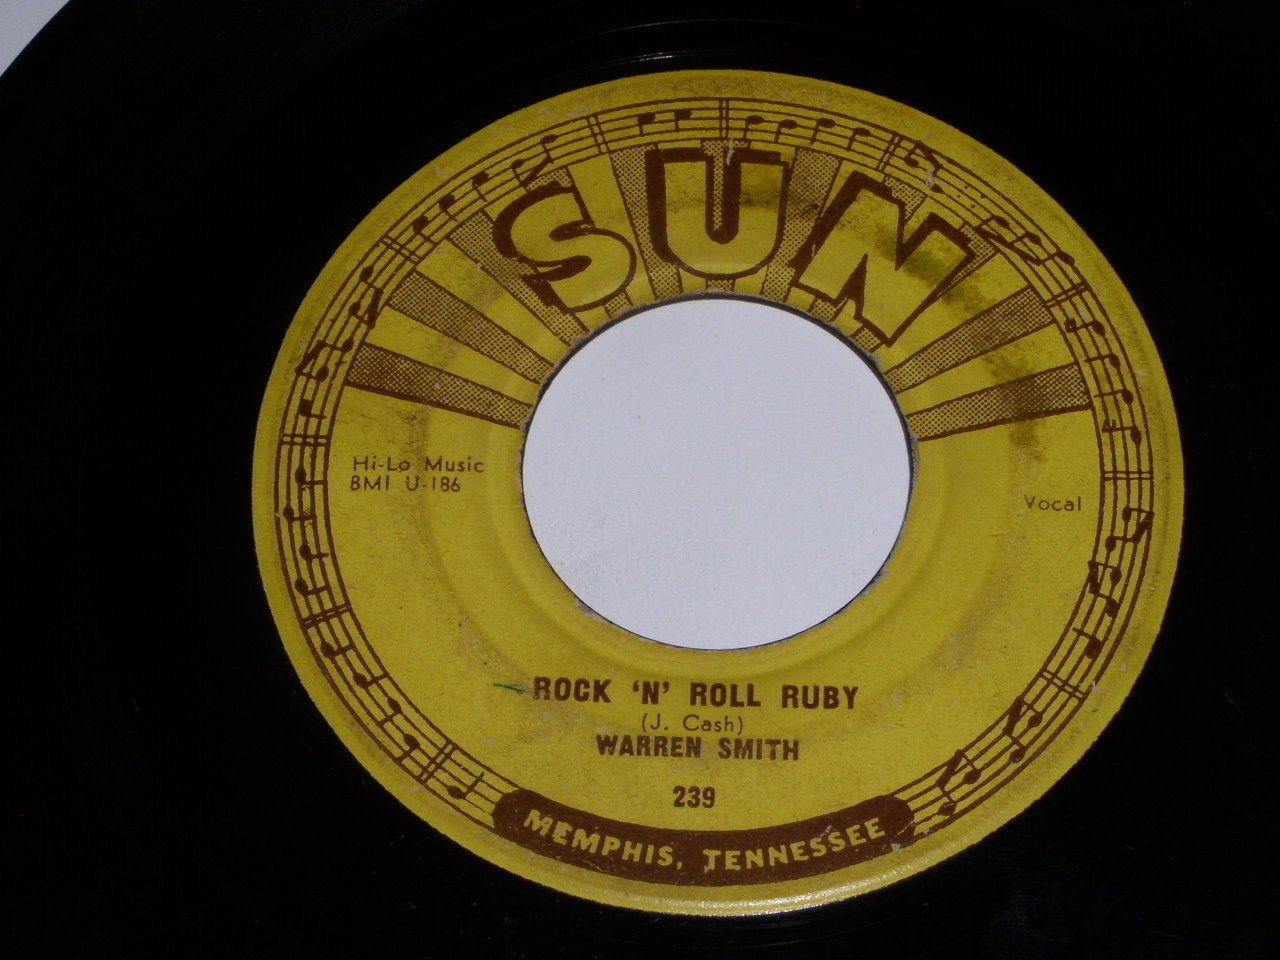 SUN
Hi-Lo Music
BMI U-186
Vocal
ROCK 'N' ROLL RUBY
(J. Cash)
WARREN SMITH
239
MEMPHIS, TENNESSEE